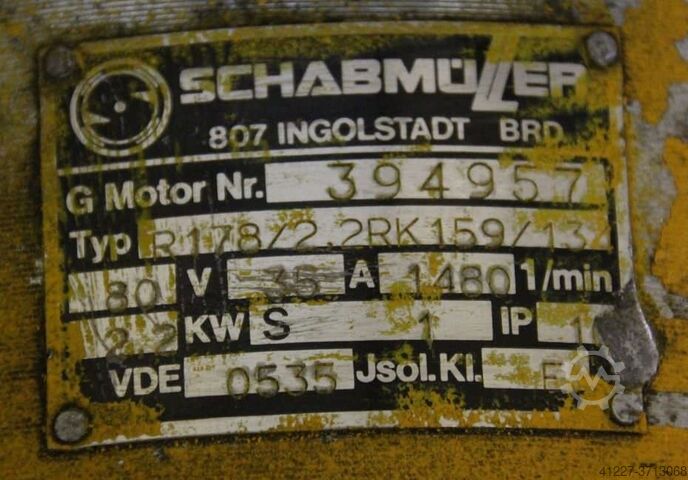 SCHABMÜLLER
807 INGOLSTADT BRD
G Motor Nr. 394957
Typ R178/2.2RK159/13
80 V 35 A 1480 1/min
2.2 KW S 1 IP 1
VDE 0535 Jsol.Kl. E
41227-3713068